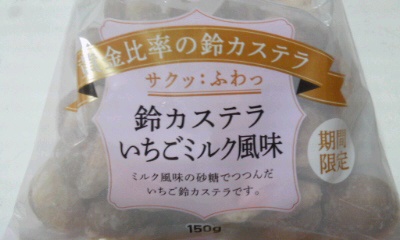 黄金比率の鈴カステラ
サクッ:ふわっ
鈴カステラ
いちごミルク風味
期間
限定
ミルク風味の砂糖でつつんだ
いちご鈴カステラです。
150g